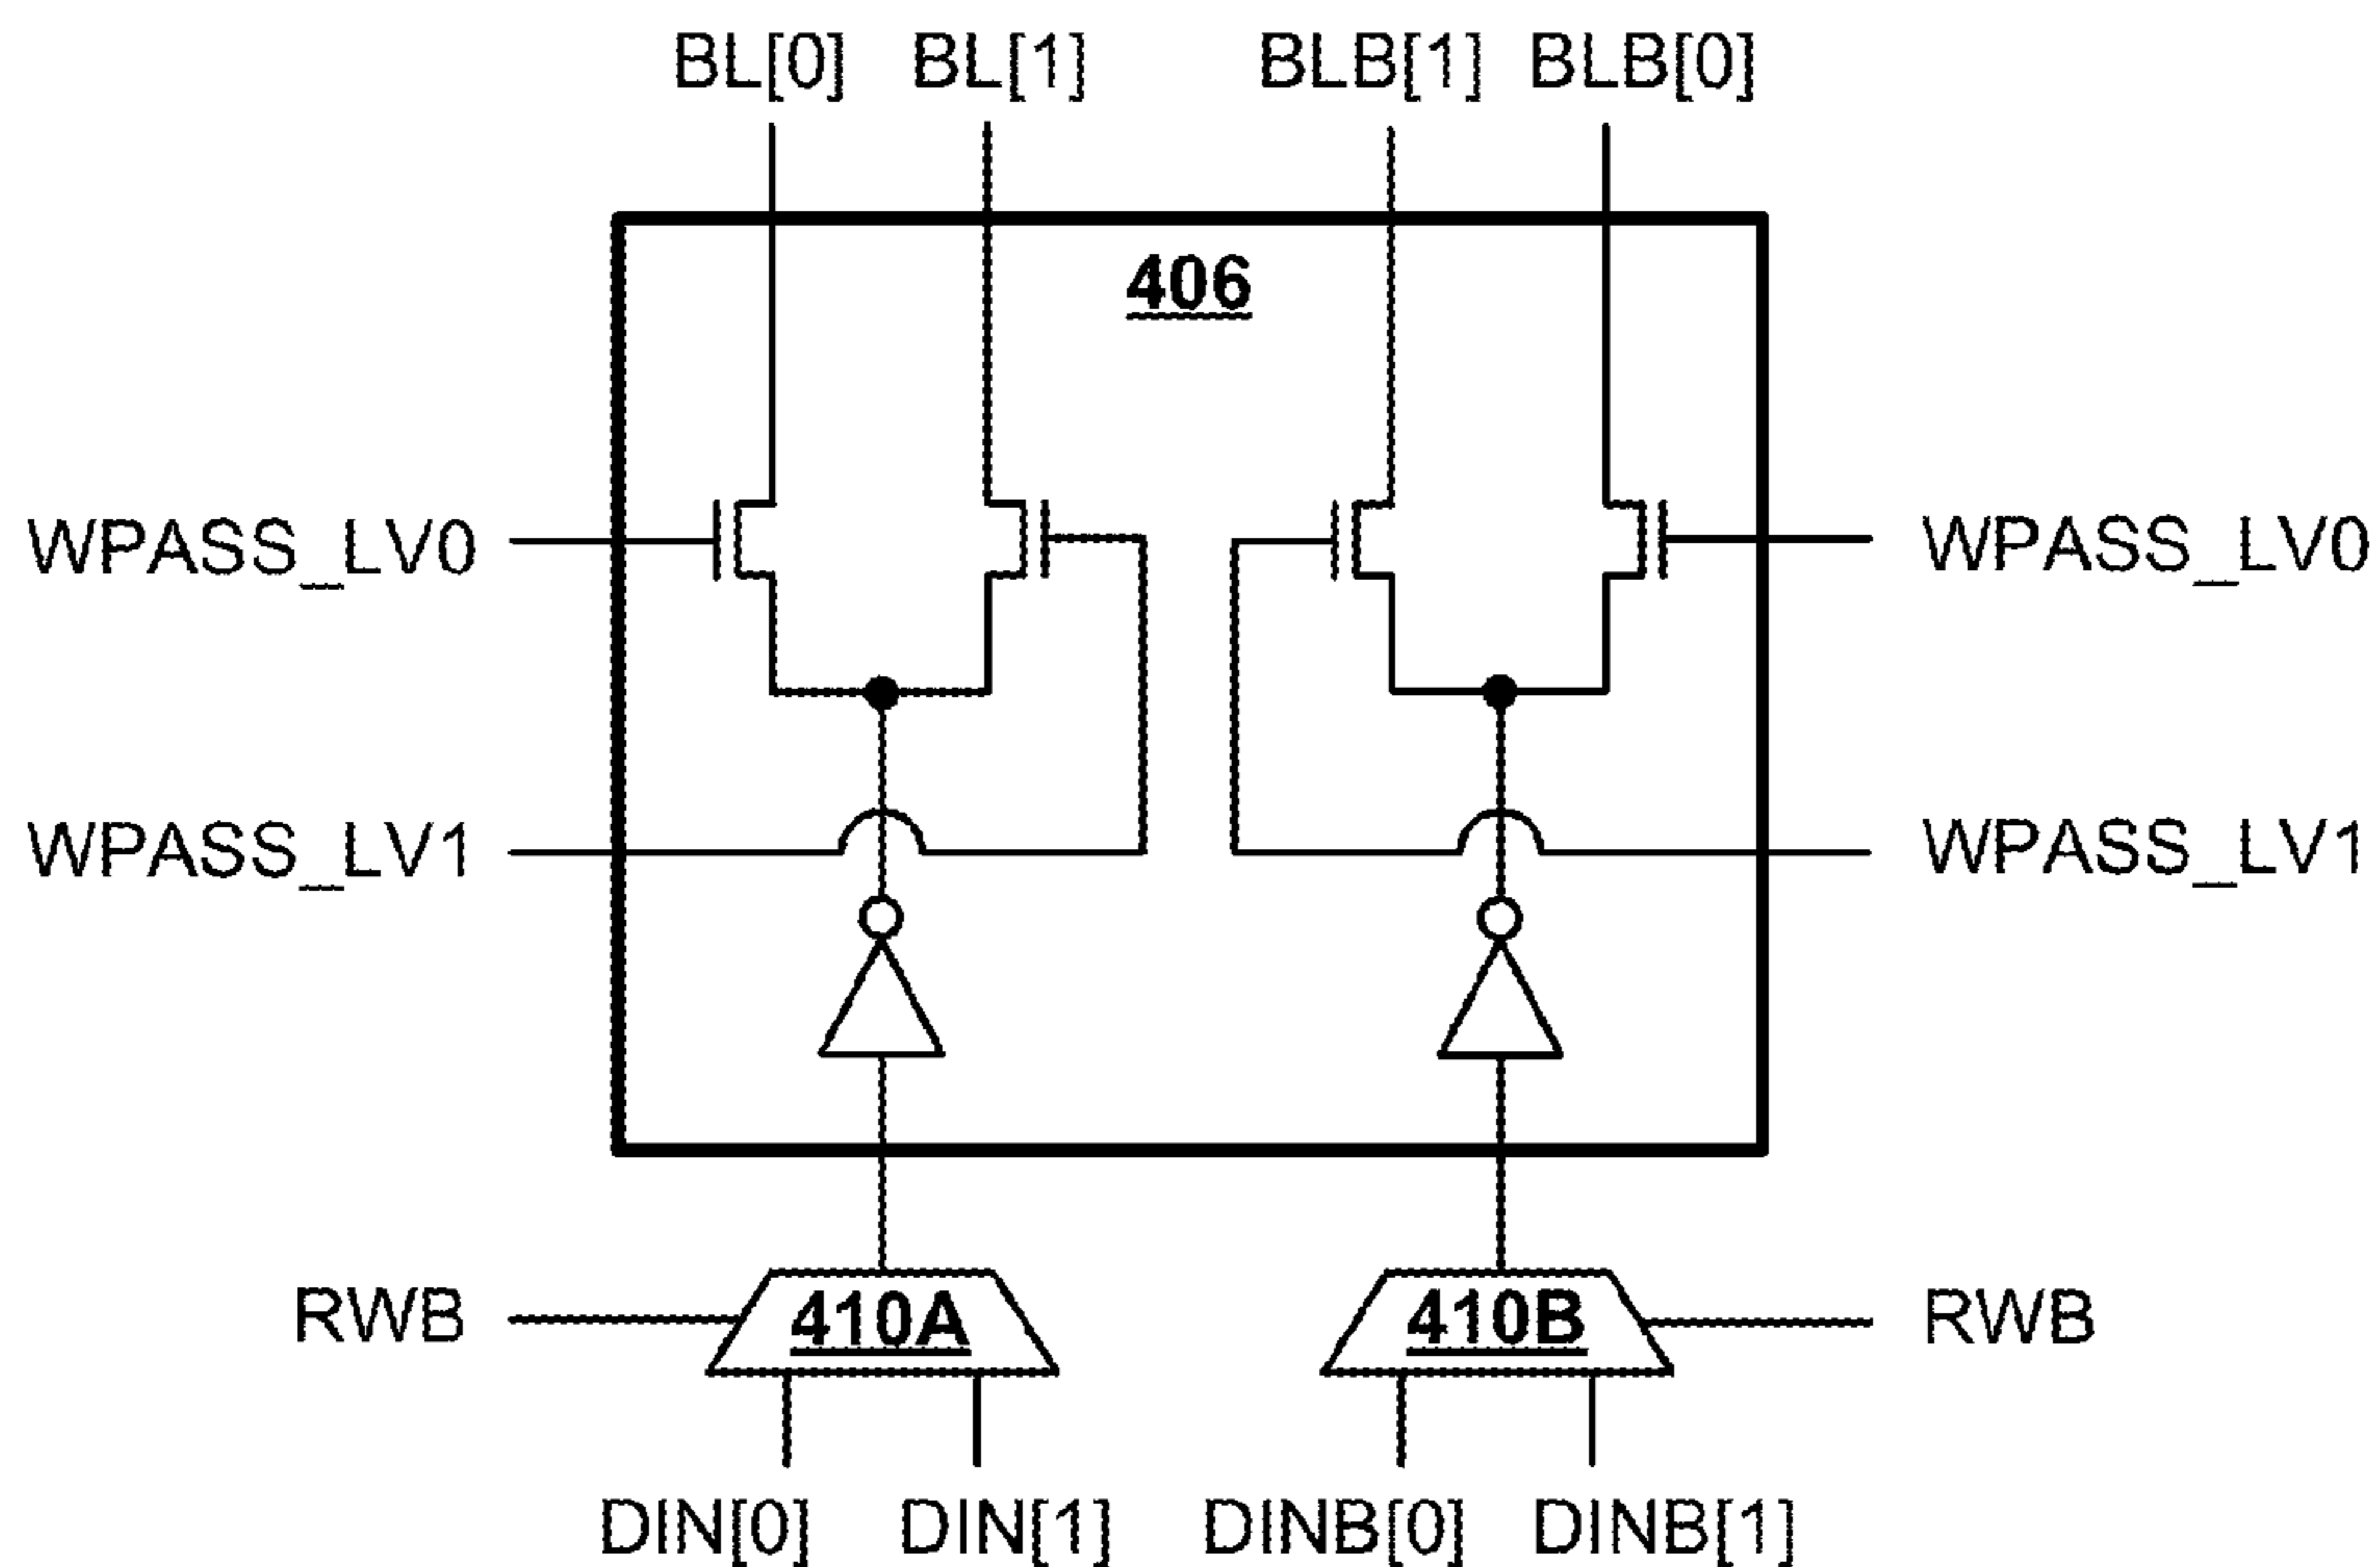 BL[0] BL[1] BLB[1] BLB[0]
406
WPASS_LV0 WPASS_LV0
WPASS_LV1 WPASS_LV1
RWB 410A 410B RWB
DIN[0] DIN[1] DINB[0] DINB[1]